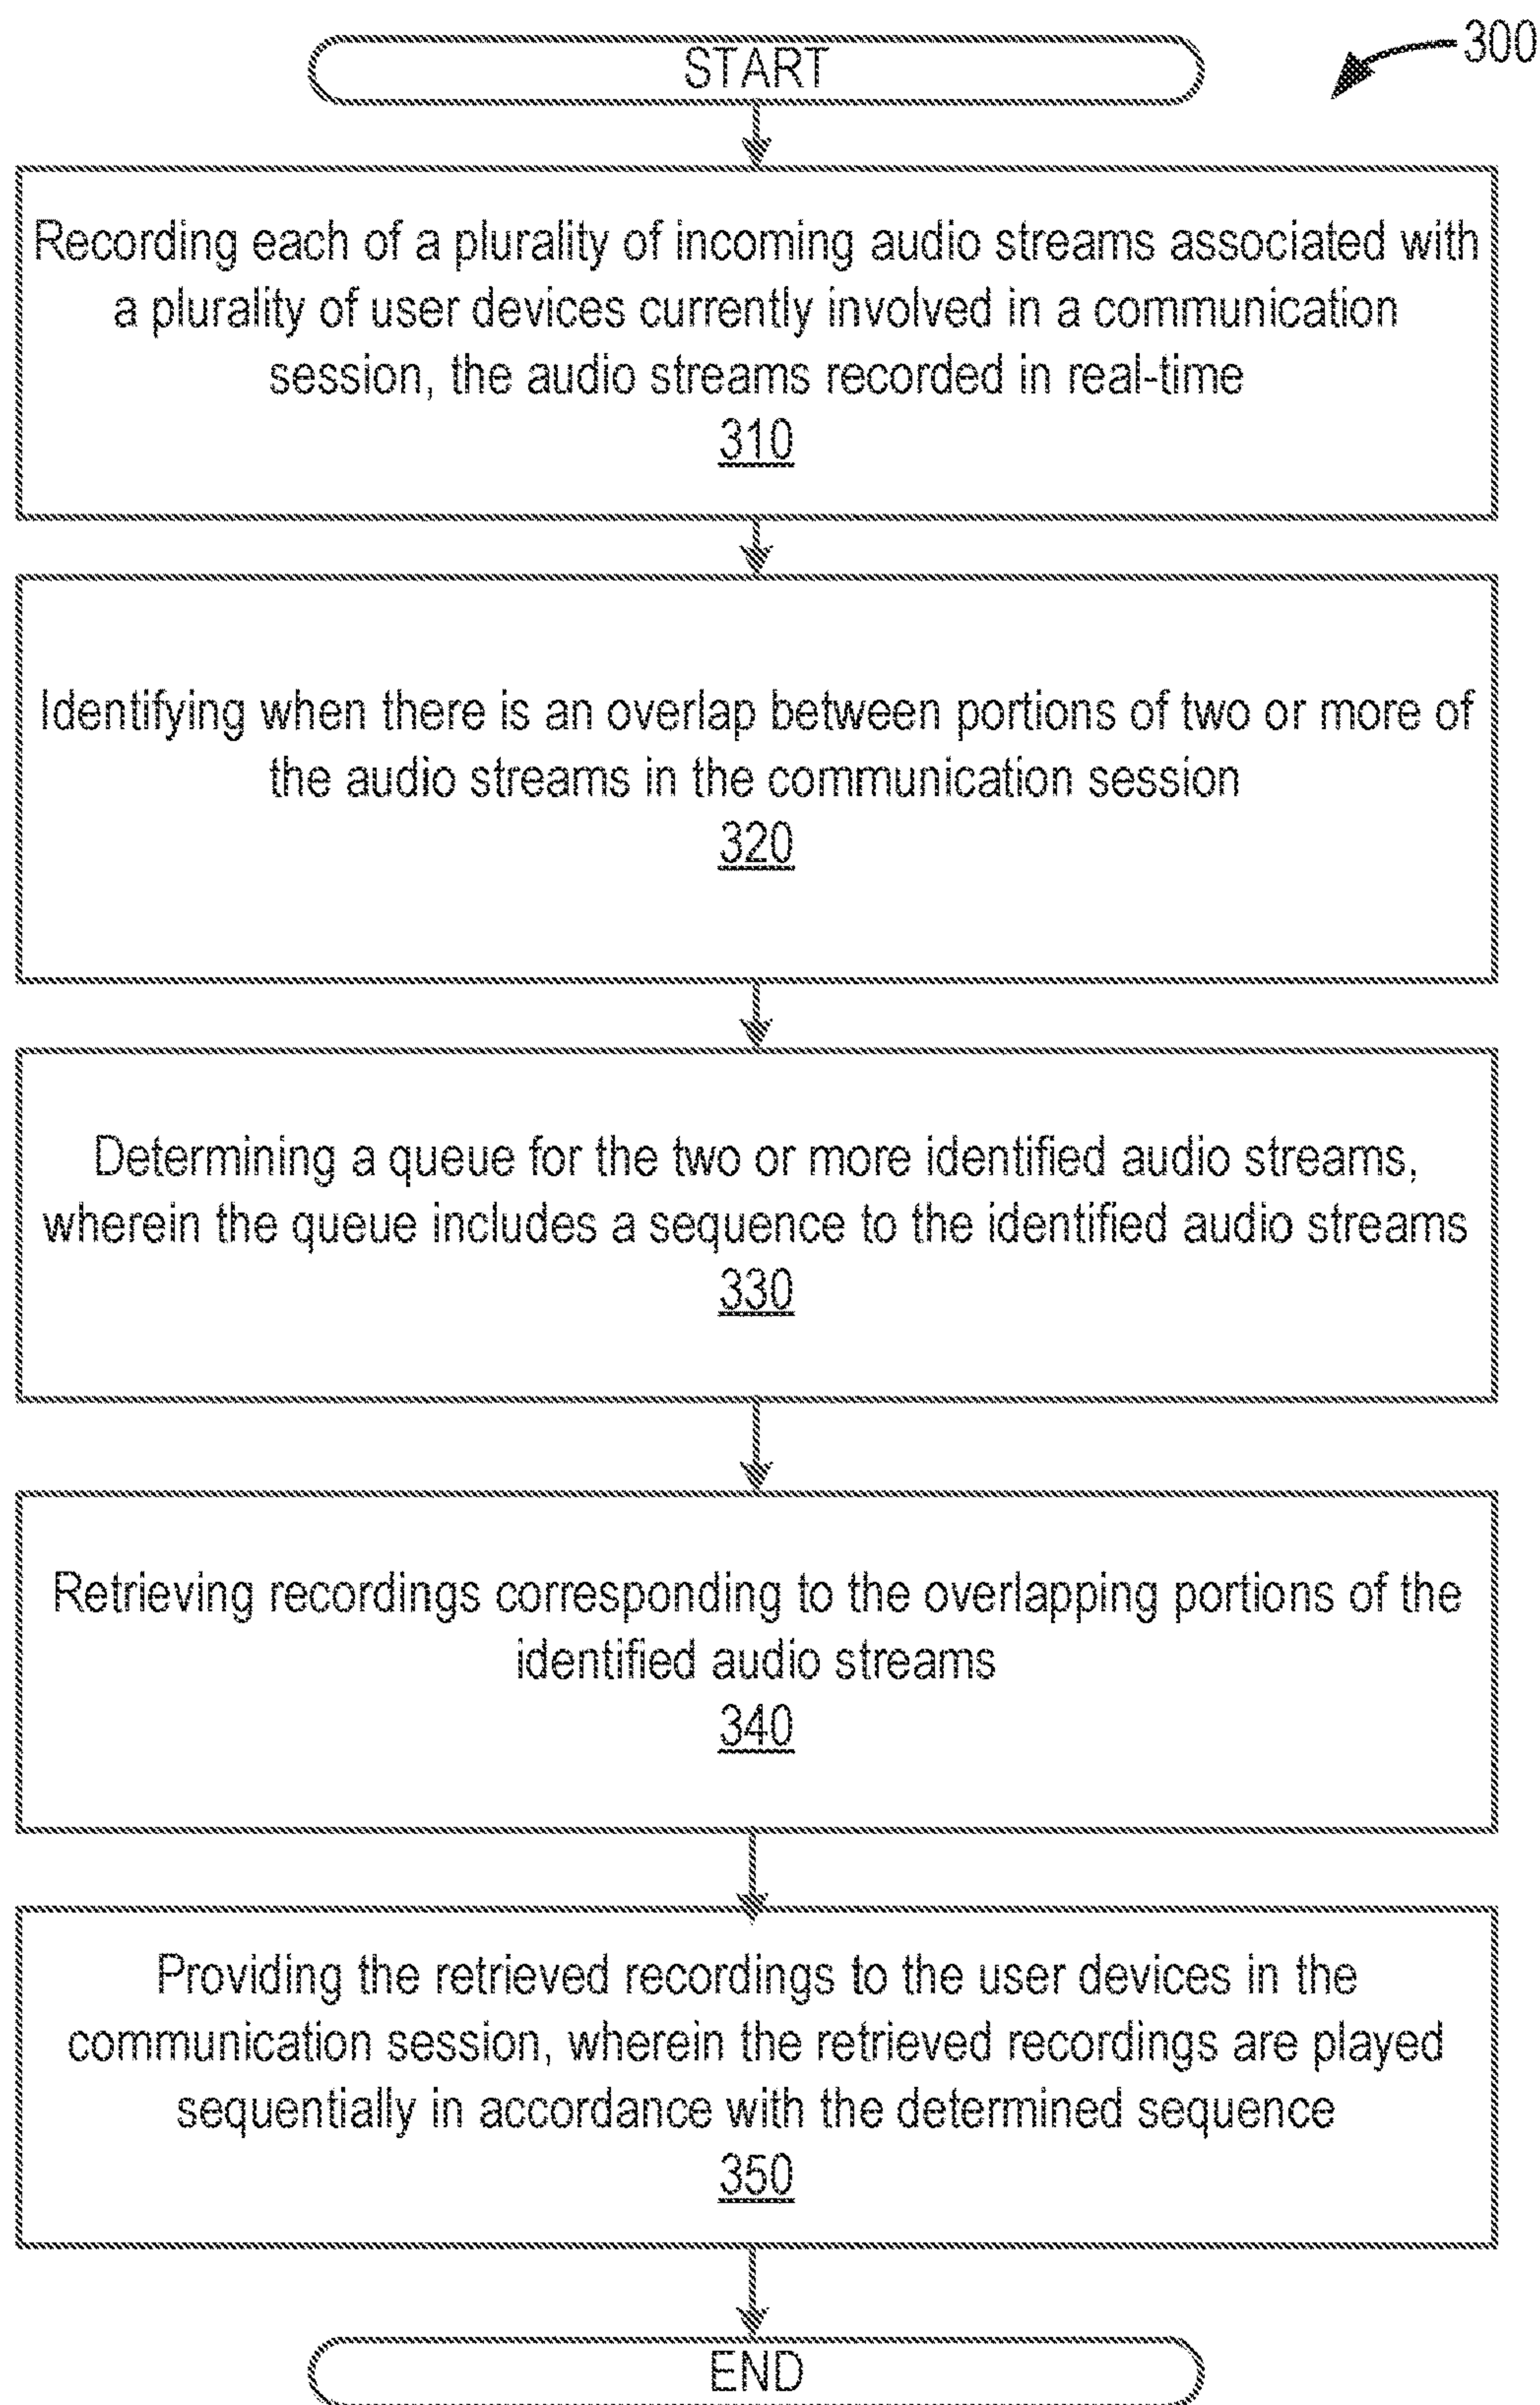 START
300
Recording each of a plurality of incoming audio streams associated with
a plurality of user devices currently involved in a communication
session, the audio streams recorded in real-time
310
Identifying when there is an overlap between portions of two or more of
the audio streams in the communication session
320
Determining a queue for the two or more identified audio streams,
wherein the queue includes a sequence to the identified audio streams
330
Retrieving recordings corresponding to the overlapping portions of the
identified audio streams
340
Providing the retrieved recordings to the user devices in the
communication session, wherein the retrieved recordings are played
sequentially in accordance with the determined sequence
350
END